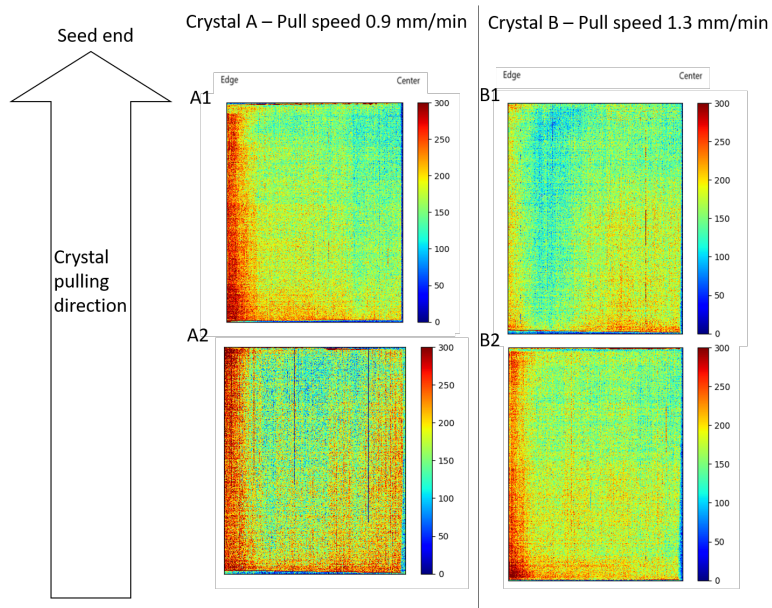 Crystal A – Pull speed 0.9 mm/min
Crystal B – Pull speed 1.3 mm/min
Seed end
Crystal
pulling
direction
Edge Center
A1
300
250
200
150
100
50
0
Edge Center
B1
300
250
200
150
100
50
0
A2
300
250
200
150
100
50
0
B2
300
250
200
150
100
50
0